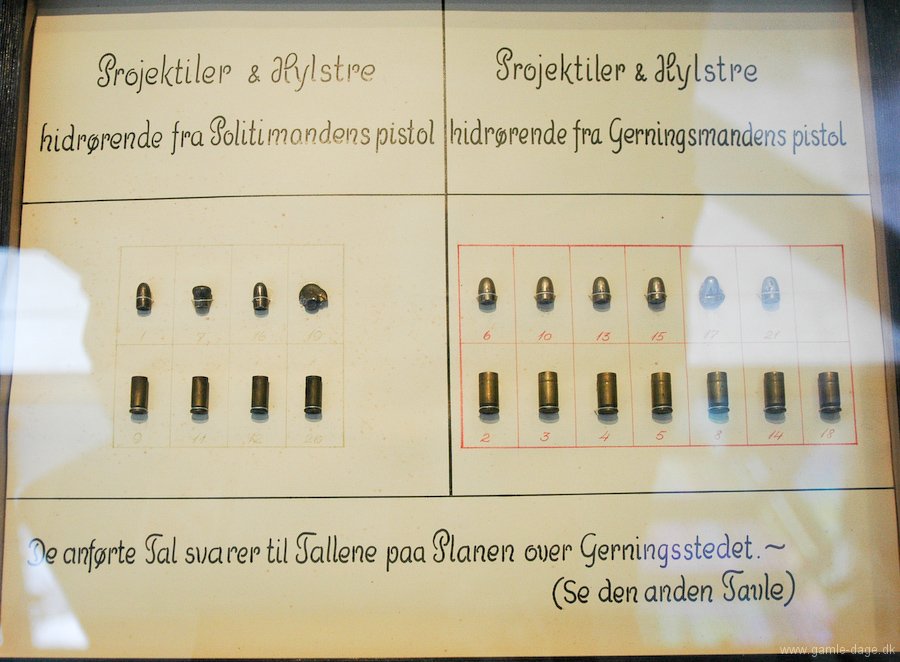 Projektiler & Hylstre
hidrørende fra Politimandens pistol
Projektiler & Hylstre
hidrørende fra Gerningsmandens pistol
1 7 16 19
9 11 12 20
6 10 13 15 17 21
2 3 4 5 8 14 18
De anførte Tal svarer til Tallene paa Planen over Gerningsstedet.~
(Se den anden Tavle)
www.gamle-dage.dk